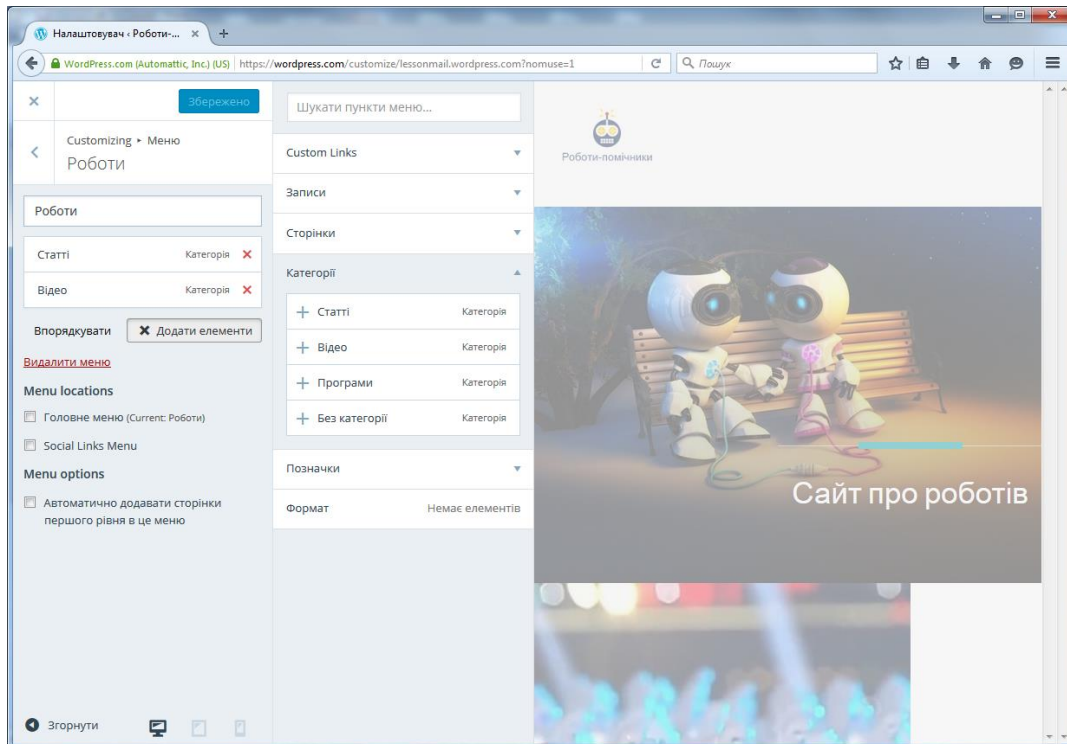 Налаштовувач ‹ Роботи-...
WordPress.com (Automattic, Inc.) (US)
https://wordpress.com/customize/lessonmail.wordpress.com?nomuse=1
Пошук
Збережено
Customizing ▸ Меню
Роботи
Роботи
Статті Категорія
Відео Категорія
Впорядкувати Додати елементи
Видалити меню
Menu locations
Головне меню (Current: Роботи)
Social Links Menu
Menu options
Автоматично додавати сторінки
першого рівня в це меню
Згорнути
Шукати пункти меню...
Custom Links
Записи
Сторінки
Категорії
Статті Категорія
Відео Категорія
Програми Категорія
Без категорії Категорія
Позначки
Формат Немає елементів
Роботи-помічники
Сайт про роботів